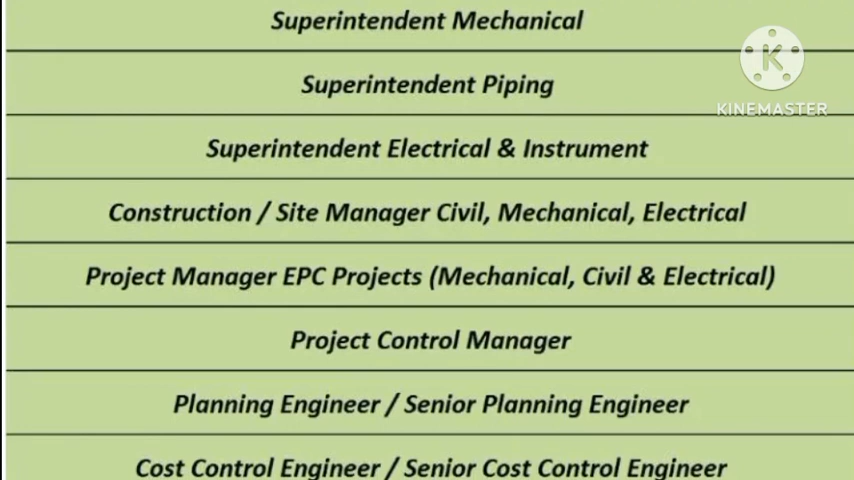 Superintendent Mechanical
K
KINEMASTER
Superintendent Piping
Superintendent Electrical & Instrument
Construction / Site Manager Civil, Mechanical, Electrical
Project Manager EPC Projects (Mechanical, Civil & Electrical)
Project Control Manager
Planning Engineer / Senior Planning Engineer
Cost Control Engineer / Senior Cost Control Engineer